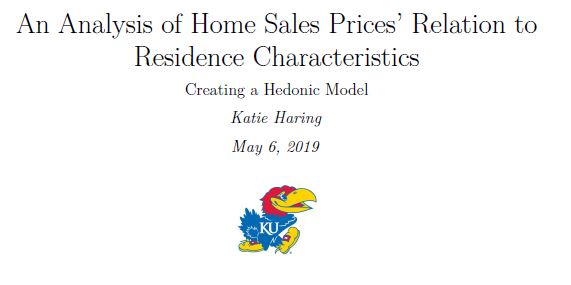 An Analysis of Home Sales Prices’ Relation to
Residence Characteristics
Creating a Hedonic Model
Katie Haring
May 6, 2019
KU